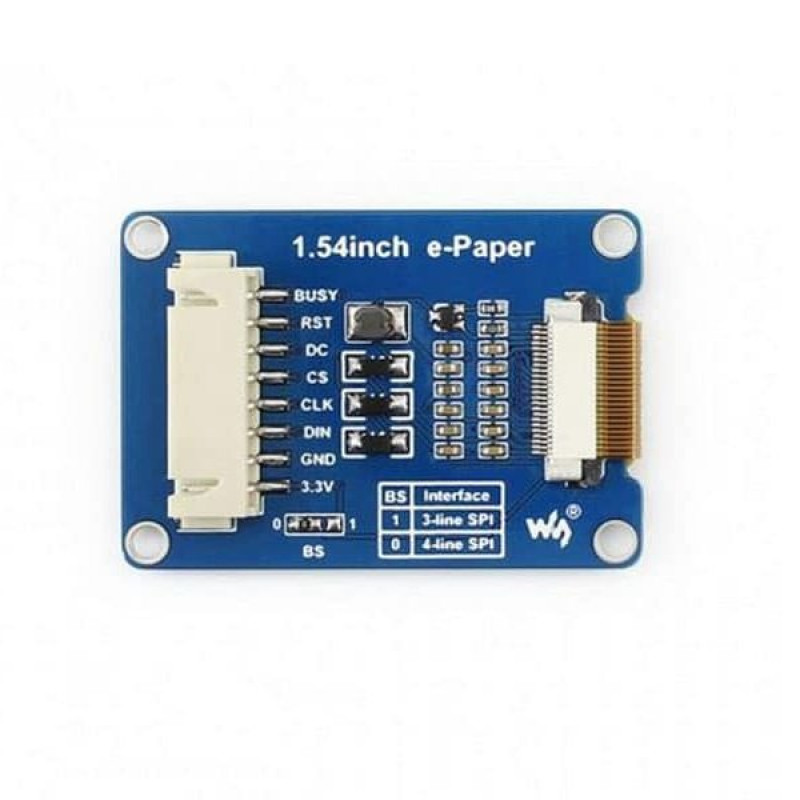 1.54inch e-Paper
BUSY
RST
DC
CS
CLK
DIN
GND
3.3V
0 1
BS
BS Interface
1 3-line SPI
0 4-line SPI
®